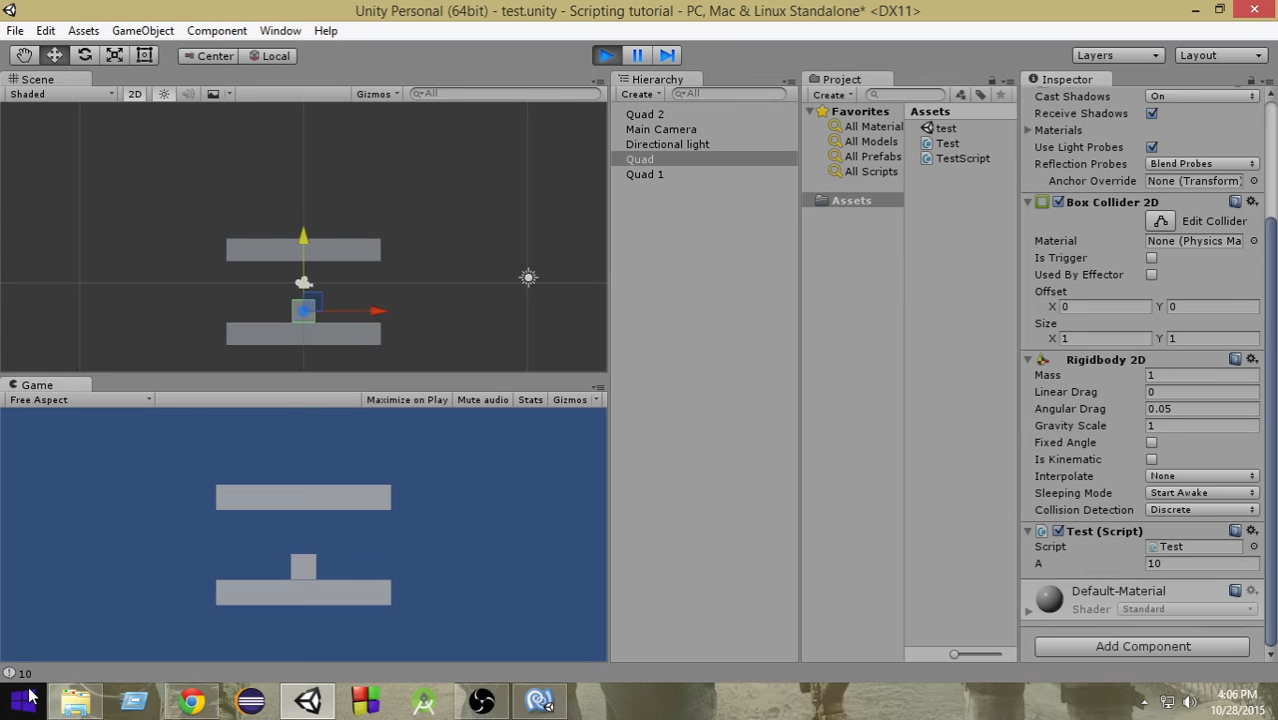 Unity Personal (64bit) - test.unity - Scripting tutorial - PC, Mac & Linux Standalone* <DX11>
File Edit Assets GameObject Component Window Help
Center Local Layers Layout
Scene
Shaded 2D Gizmos All
Hierarchy
Create All
Quad 2
Main Camera
Directional light
Quad
Quad 1
Project
Create
Favorites
All Material
All Models
All Prefabs
All Scripts
Assets
Assets
test
Test
TestScript
Inspector
Cast Shadows On
Receive Shadows
Materials
Use Light Probes
Reflection Probes Blend Probes
Anchor Override None (Transform)
Box Collider 2D
Edit Collider
Material None (Physics Ma
Is Trigger
Used By Effector
Offset
X 0 Y 0
Size
X 1 Y 1
Rigidbody 2D
Mass 1
Linear Drag 0
Angular Drag 0.05
Gravity Scale 1
Fixed Angle
Is Kinematic
Interpolate None
Sleeping Mode Start Awake
Collision Detection Discrete
Test (Script)
Script Test
A 10
Default-Material
Shader Standard
Add Component
Game
Free Aspect Maximize on Play Mute audio Stats Gizmos
10
4:06 PM
10/28/2015